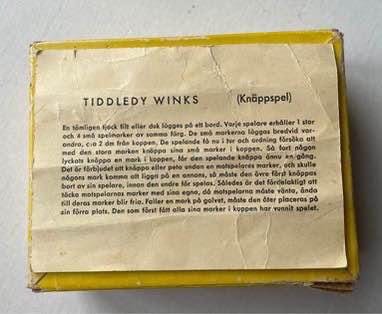 TIDDLEDY WINKS (Knäppspel)
En tämligen tjock filt eller duk lägges på ett bord. Varje spelare erhåller 1 stor
och 4 små spelmarker av samma färg. De små markerna läggas bredvid var-
andra, c:a 2 dm från koppen. De spelande få nu i tur och ordning försöka
att med den stora marken knäppa sina små marker i koppen. Så fort någon
lyckats knäppa en mark i koppen, får den spelande knäppa ännu en gång.
Det är förbjudet att knäppa eller peta undan en motspelares marker, och skulle
någons mark komma att ligga på en annans, så måste den övre först knäppas
bort av sin spelare, innan den undre får spelas. Således är det fördelaktigt att
täcka motspelarnas marker med sina egna, då motspelarna måste vänta, ända
till deras marker bli fria. Faller en mark på golvet, måste den åter placeras på
sin förra plats. Den som först fått alla sina marker i koppen har vunnit spelet.